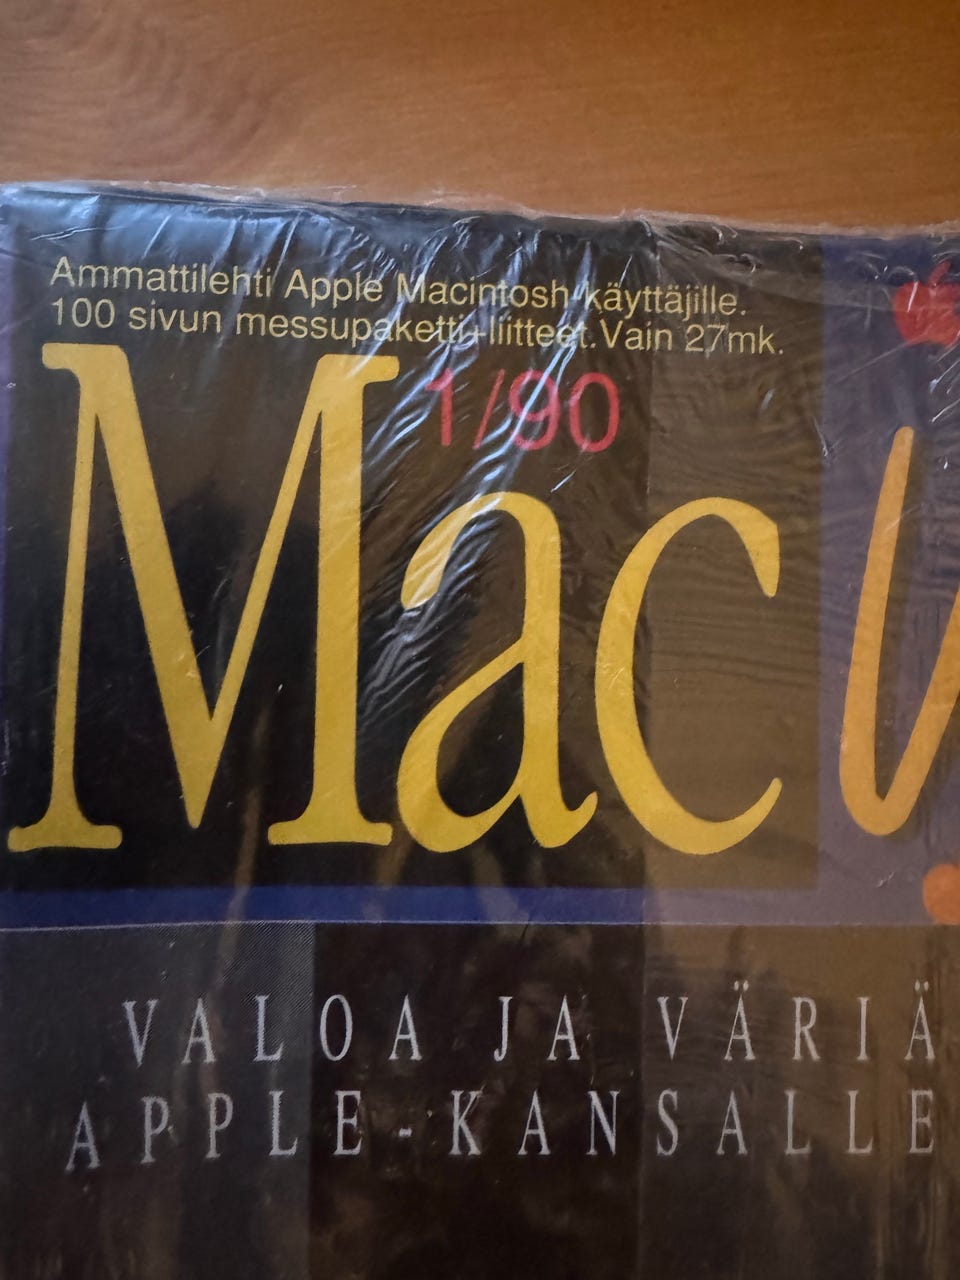 Ammattilehti Apple Macintosh käyttäjille.
100 sivun messupaketti+liitteet. Vain 27mk.
1/90
Mac
VALOA JA VÄRIÄ
APPLE-KANSALLE